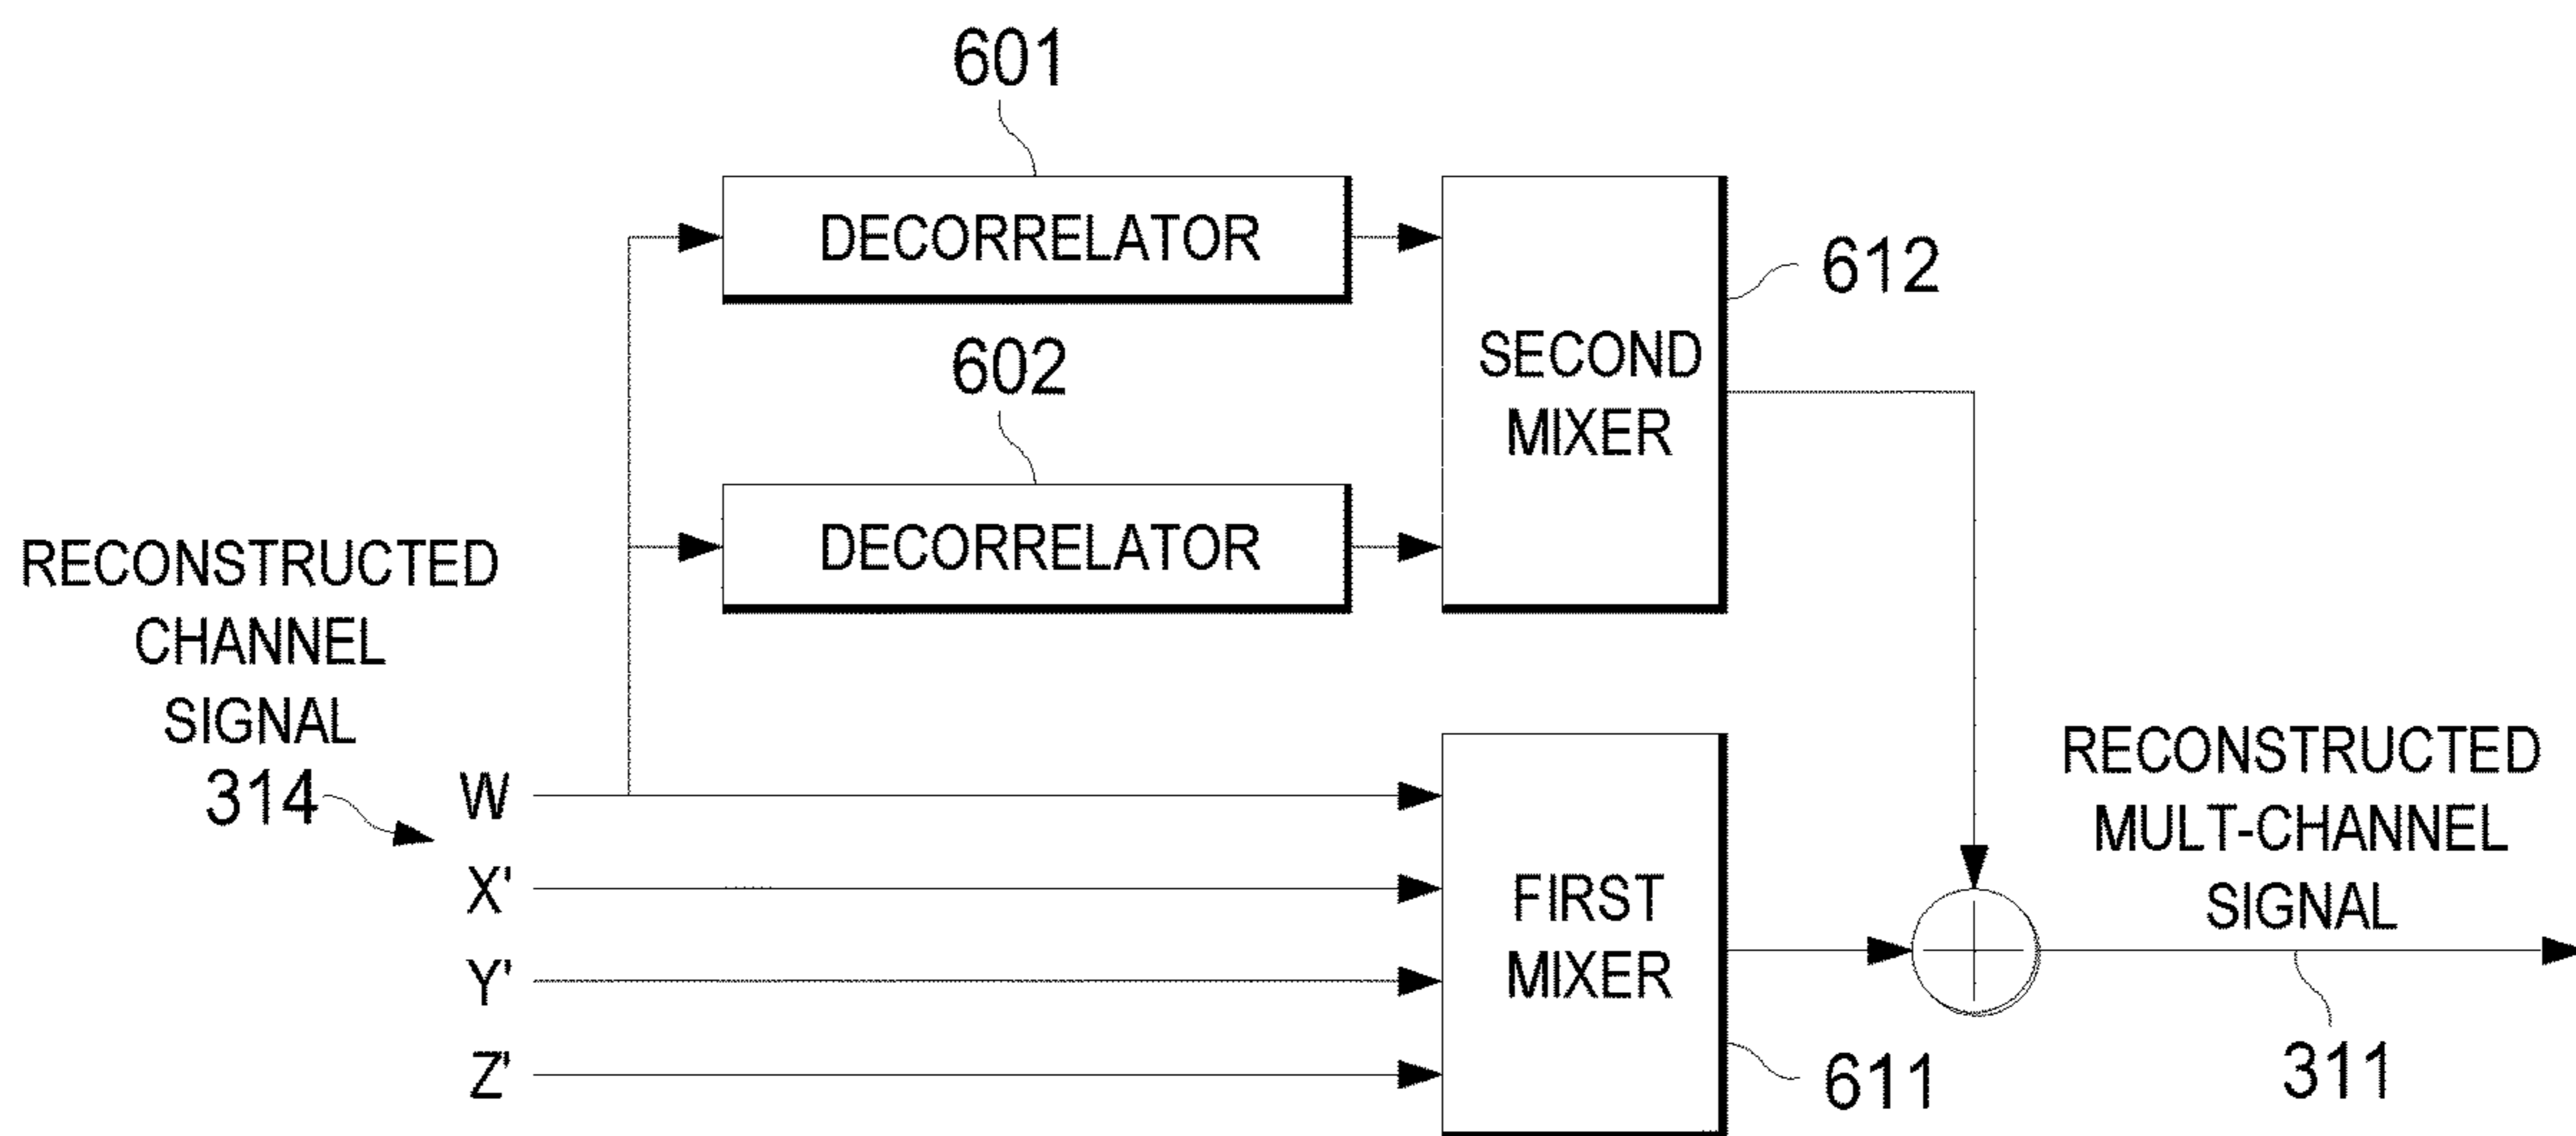 601
DECORRELATOR
612
SECOND
MIXER
602
DECORRELATOR
RECONSTRUCTED
CHANNEL
SIGNAL
314
W
X'
Y'
Z'
FIRST
MIXER
611
RECONSTRUCTED
MULT-CHANNEL
SIGNAL
311